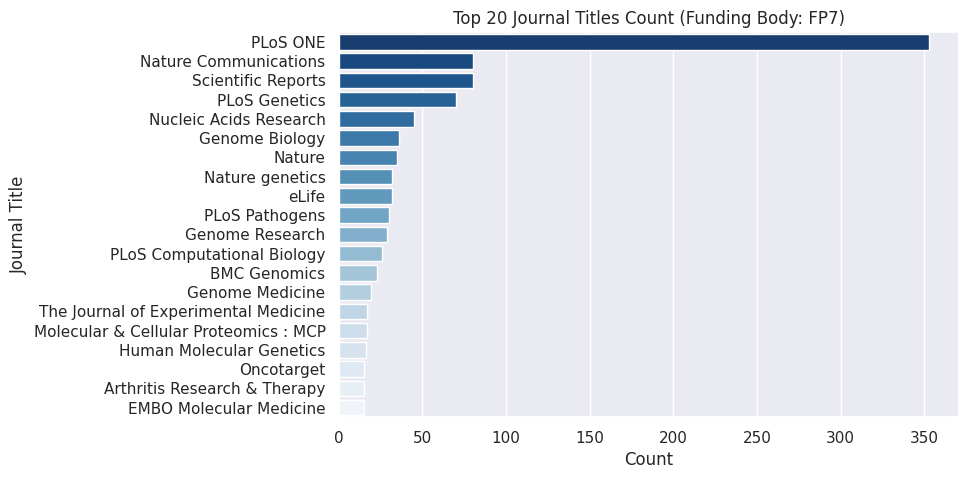 Top 20 Journal Titles Count (Funding Body: FP7)
Journal Title
PLoS ONE
Nature Communications
Scientific Reports
PLoS Genetics
Nucleic Acids Research
Genome Biology
Nature
Nature genetics
eLife
PLoS Pathogens
Genome Research
PLoS Computational Biology
BMC Genomics
Genome Medicine
The Journal of Experimental Medicine
Molecular & Cellular Proteomics : MCP
Human Molecular Genetics
Oncotarget
Arthritis Research & Therapy
EMBO Molecular Medicine
0 50 100 150 200 250 300 350
Count